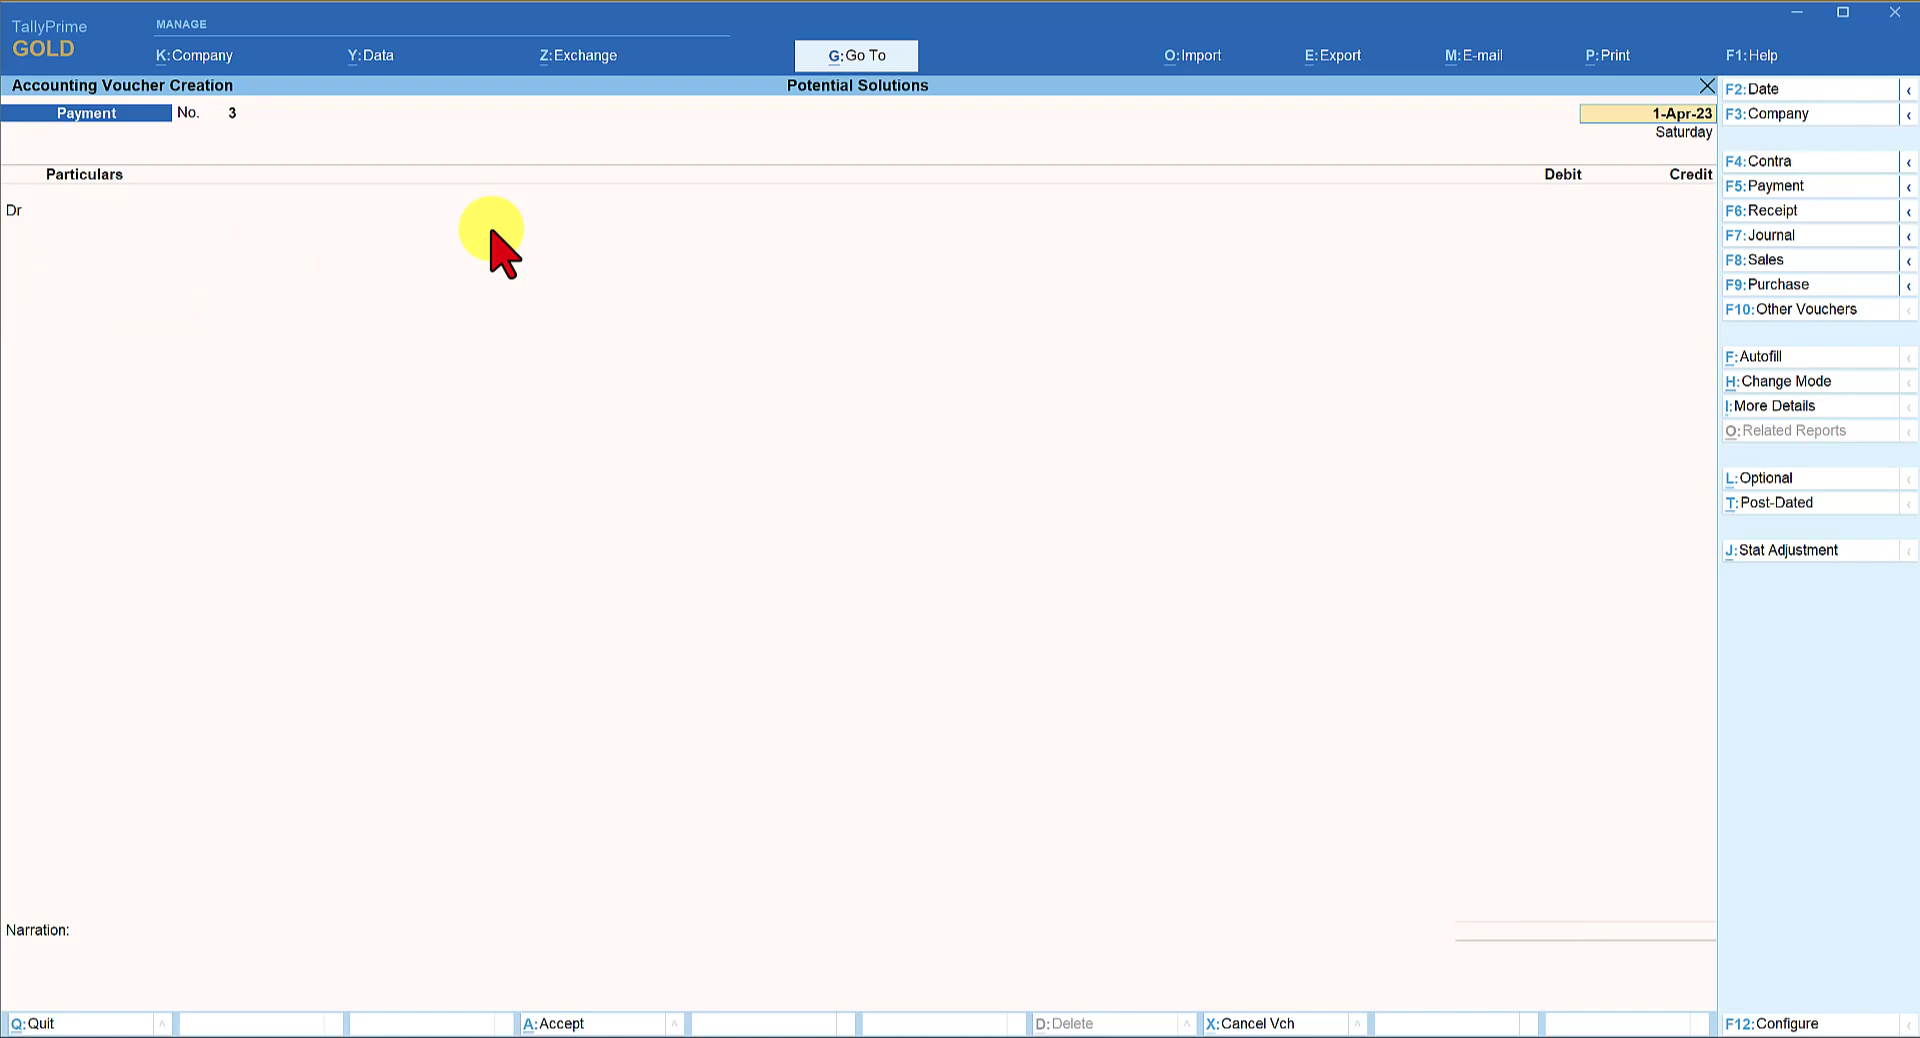 TallyPrime
GOLD
MANAGE
K:Company
Y:Data
Z:Exchange
G:Go To
O:Import
E:Export
M:E-mail
P:Print
F1:Help
Accounting Voucher Creation
Potential Solutions
Payment No. 3
1-Apr-23
Saturday
Particulars
Debit
Credit
Dr
Narration:
F2:Date
F3:Company
F4:Contra
F5:Payment
F6:Receipt
F7:Journal
F8:Sales
F9:Purchase
F10:Other Vouchers
F:Autofill
H:Change Mode
I:More Details
O:Related Reports
L:Optional
T:Post-Dated
J:Stat Adjustment
Q:Quit
A:Accept
D:Delete
X:Cancel Vch
F12:Configure